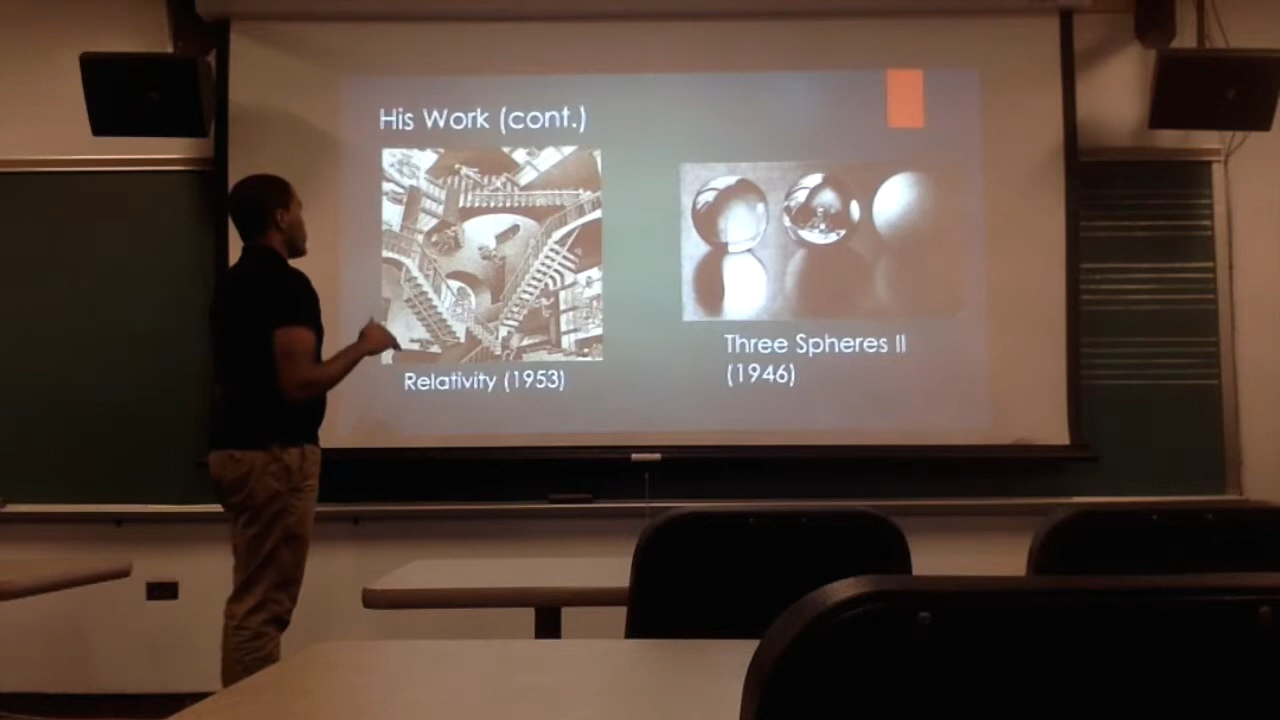 His Work (cont.)
Relativity (1953)
Three Spheres II
(1946)